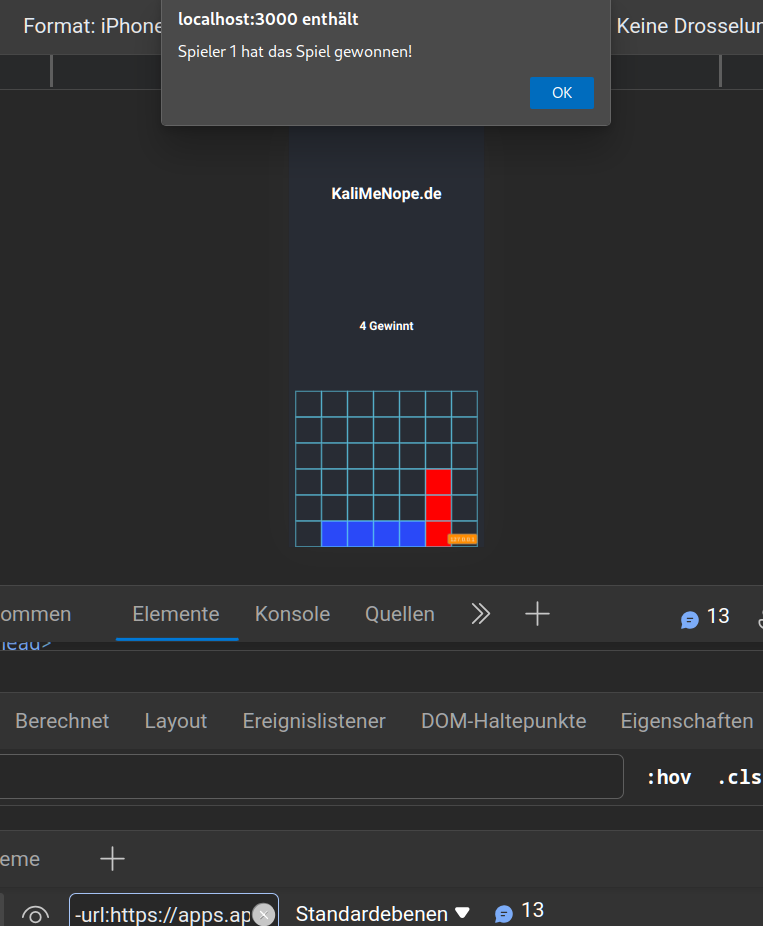 Format: iPhone
localhost:3000 enthält
Keine Drosselun
Spieler 1 hat das Spiel gewonnen!
OK
KaliMeNope.de
4 Gewinnt
ommen
Elemente
Konsole
Quellen
13
head>
Berechnet
Layout
Ereignislistener
DOM-Haltepunkte
Eigenschaften
:hov
.cls
eme
-url:https://apps.ap
Standardebenen
13